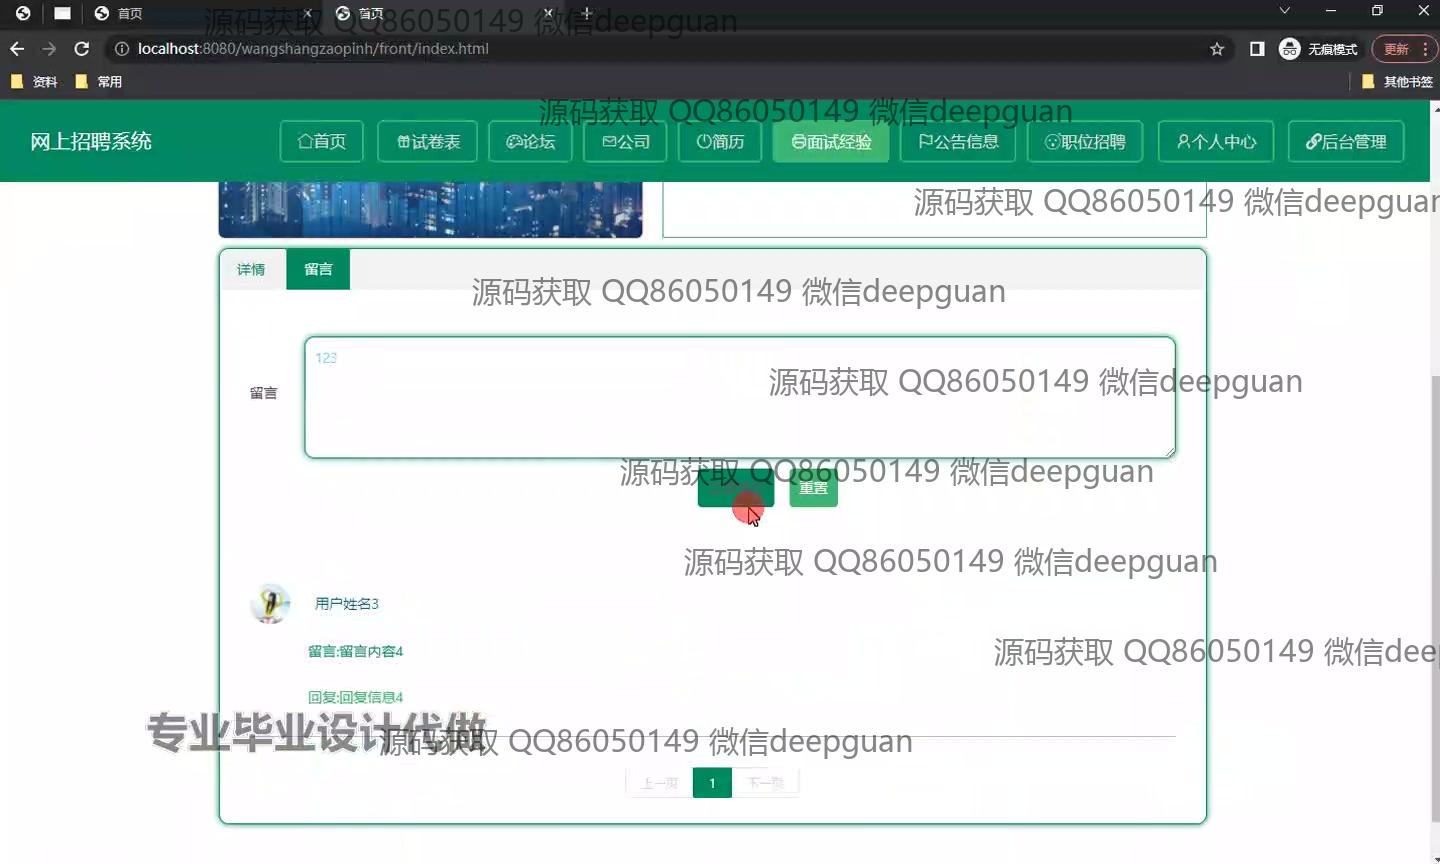 首页
首页
localhost:8080/wangshangzaopinh/front/index.html
无痕模式
更新
资料
常用
其他书签
网上招聘系统
首页
试卷表
论坛
公司
简历
面试经验
公告信息
职位招聘
个人中心
后台管理
源码获取 QQ86050149 微信deepguan
源码获取 QQ86050149 微信deepguan
源码获取 QQ86050149 微信deepguan
详情
留言
源码获取 QQ86050149 微信deepguan
123
留言
源码获取 QQ86050149 微信deepguan
源码获取 QQ86050149 微信deepguan
重置
源码获取 QQ86050149 微信deepguan
用户姓名3
留言:留言内容4
源码获取 QQ86050149 微信dee
回复:回复信息4
专业毕业设计代做
源码获取 QQ86050149 微信deepguan
上一页
1
下一页